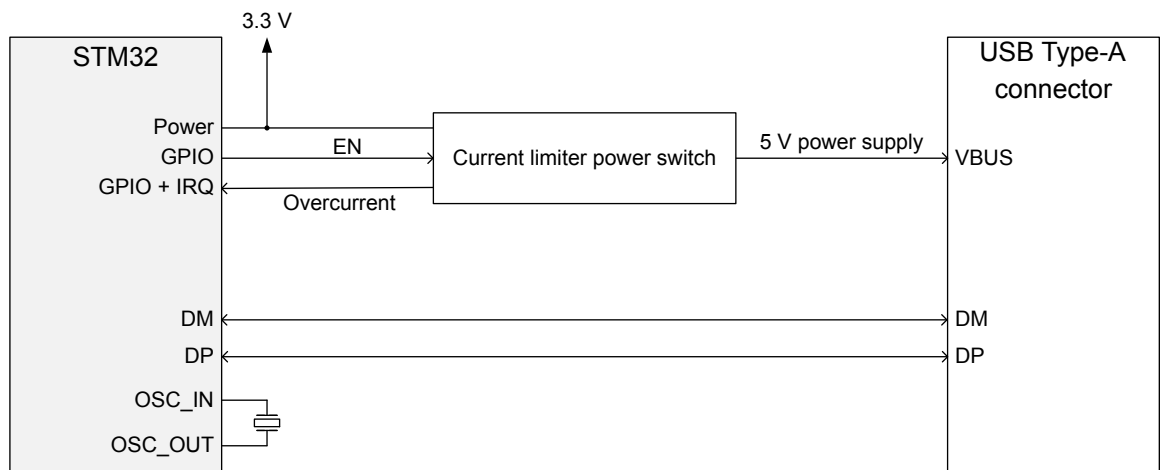 3.3 V
STM32
USB Type-A
connector
Power
GPIO
EN
Current limiter power switch
5 V power supply
VBUS
GPIO + IRQ
Overcurrent
DM
DM
DP
DP
OSC_IN
OSC_OUT